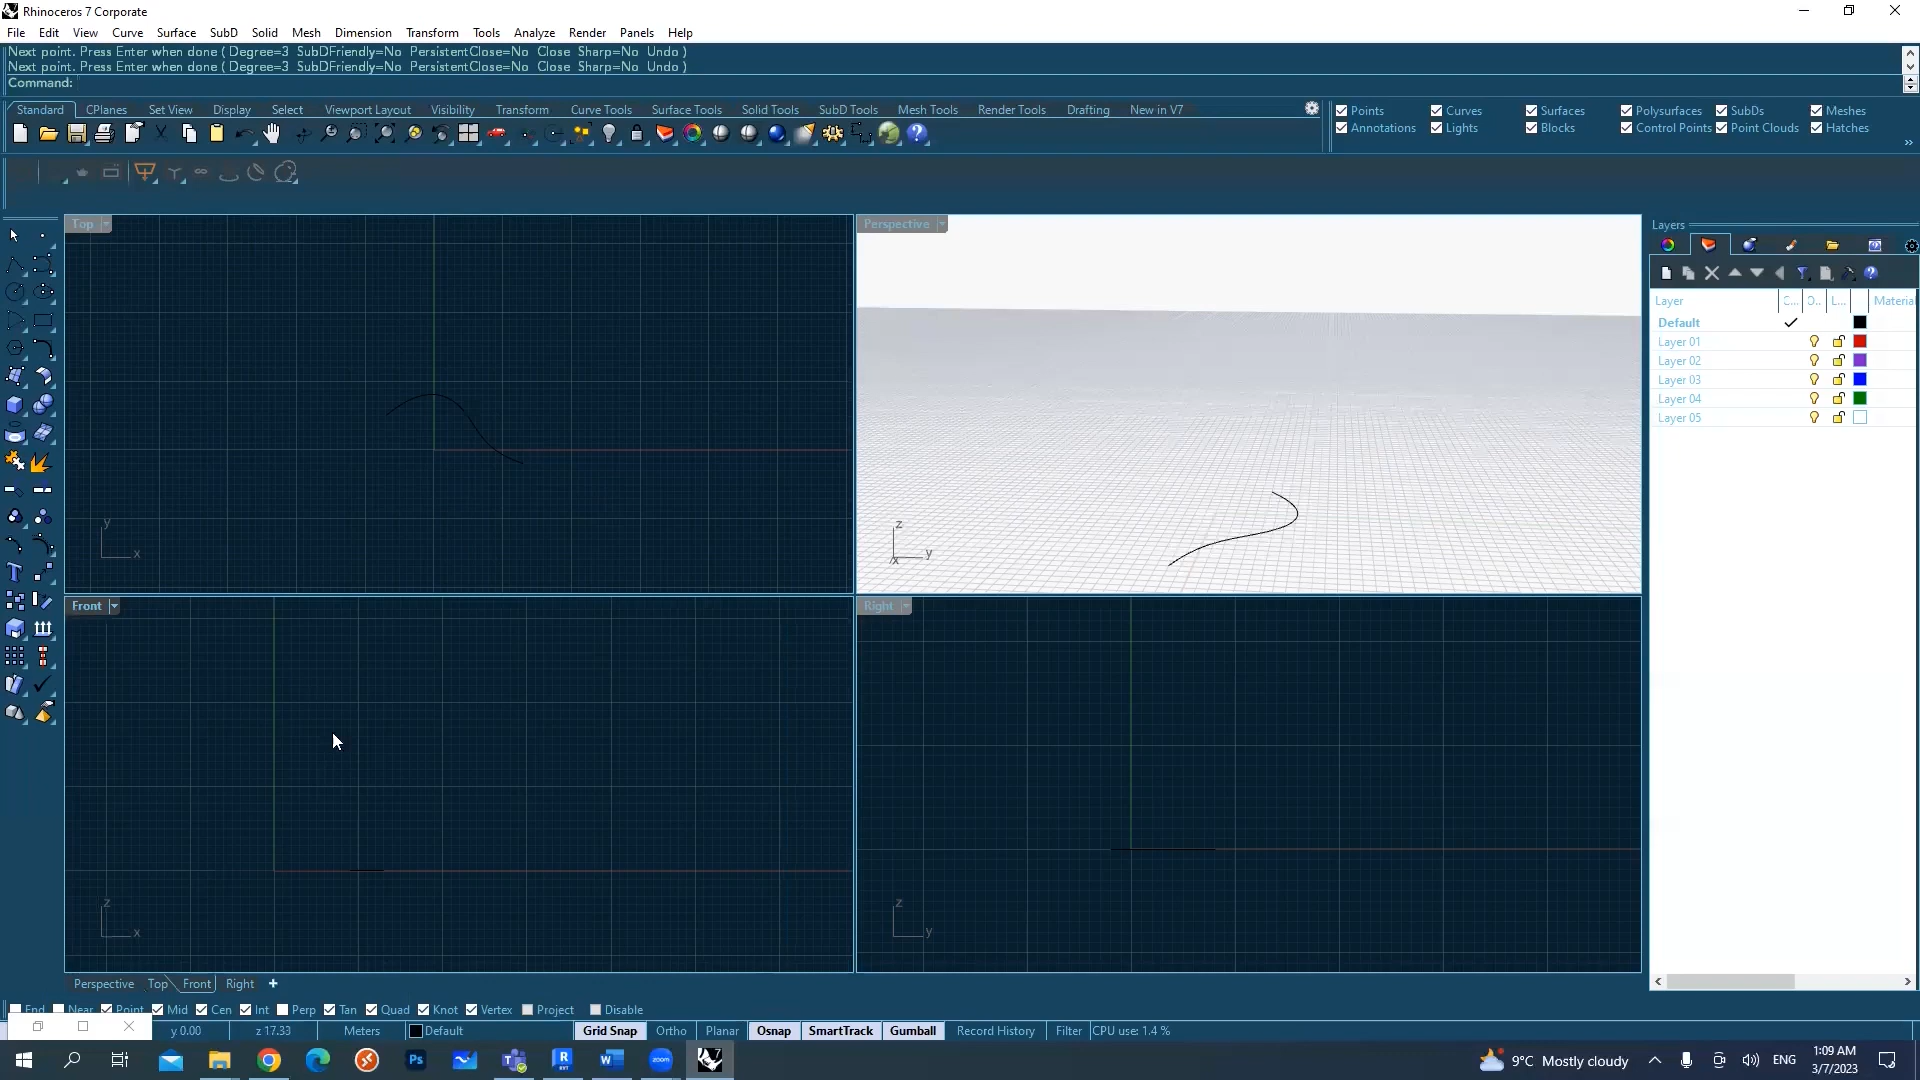 Rhinoceros 7 Corporate
File Edit View Curve Surface SubD Solid Mesh Dimension Transform Tools Analyze Render Panels Help
Next point. Press Enter when done ( Degree=3 SubDFriendly=No PersistentClose=No Close Sharp=No Undo )
Next point. Press Enter when done ( Degree=3 SubDFriendly=No PersistentClose=No Close Sharp=No Undo )
Command:
Standard CPlanes Set View Display Select Viewport Layout Visibility Transform Curve Tools Surface Tools Solid Tools SubD Tools Mesh Tools Render Tools Drafting New in V7
Points Curves Surfaces Polysurfaces SubDs Meshes
Annotations Lights Blocks Control Points Point Clouds Hatches
Top
Perspective
Layers
Layer C... O.. L... Material
Default
Layer 01
Layer 02
Layer 03
Layer 04
Layer 05
y
x
z
y
x
Front
Right
z
x
z
y
Perspective Top Front Right
End Near Point Mid Cen Int Perp Tan Quad Knot Vertex Project Disable
y 0.00 z 17.33 Meters Default Grid Snap Ortho Planar Osnap SmartTrack Gumball Record History Filter CPU use: 1.4 %
9°C Mostly cloudy ENG
1:09 AM
3/7/2023